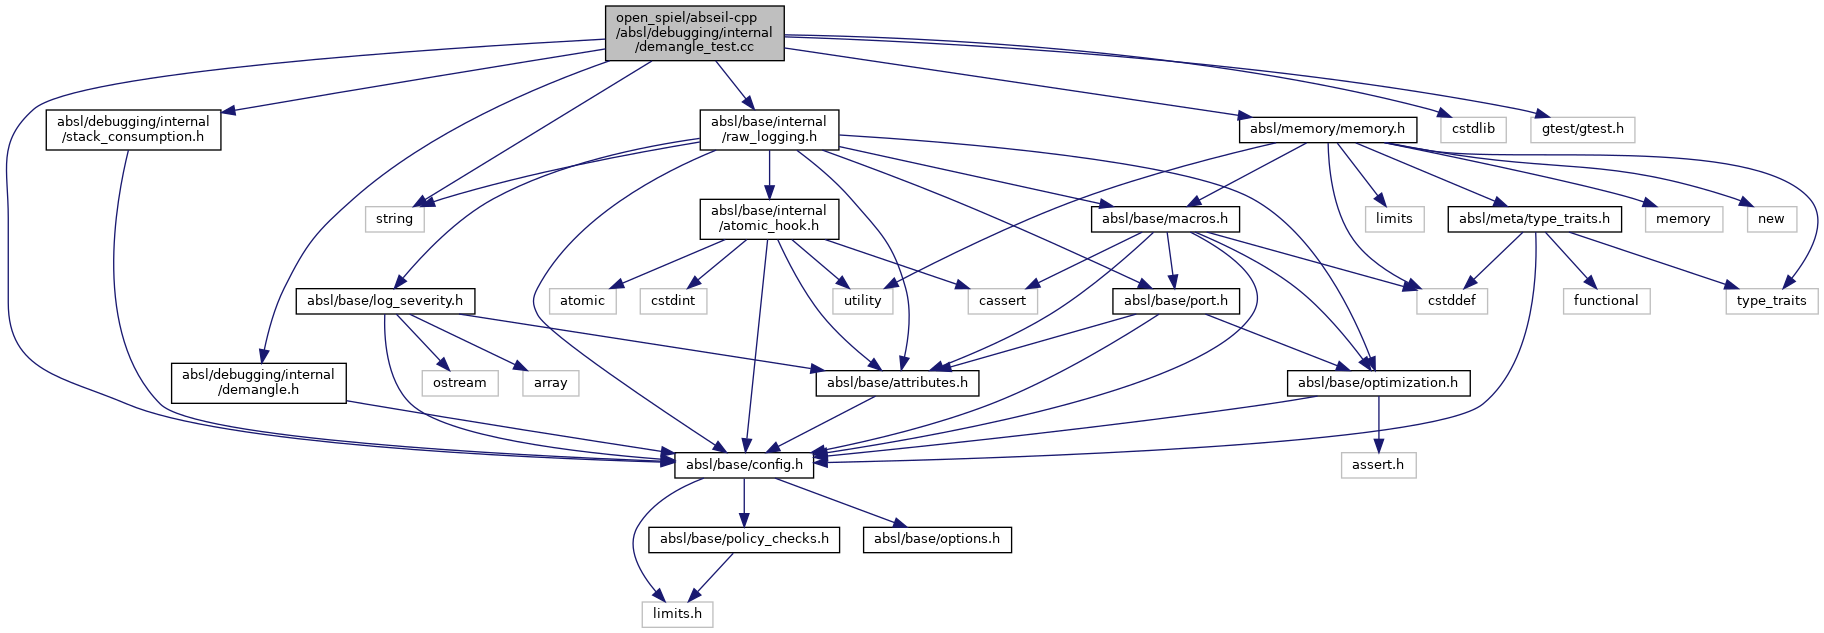 open_spiel/abseil-cpp
/absl/debugging/internal
/demangle_test.cc
absl/debugging/internal
/stack_consumption.h
absl/base/internal
/raw_logging.h
absl/memory/memory.h
cstdlib
gtest/gtest.h
string
absl/base/internal
/atomic_hook.h
absl/base/macros.h
limits
absl/meta/type_traits.h
memory
new
absl/base/log_severity.h
atomic
cstdint
utility
cassert
absl/base/port.h
cstddef
functional
type_traits
absl/debugging/internal
/demangle.h
ostream
array
absl/base/attributes.h
absl/base/optimization.h
absl/base/config.h
assert.h
absl/base/policy_checks.h
absl/base/options.h
limits.h